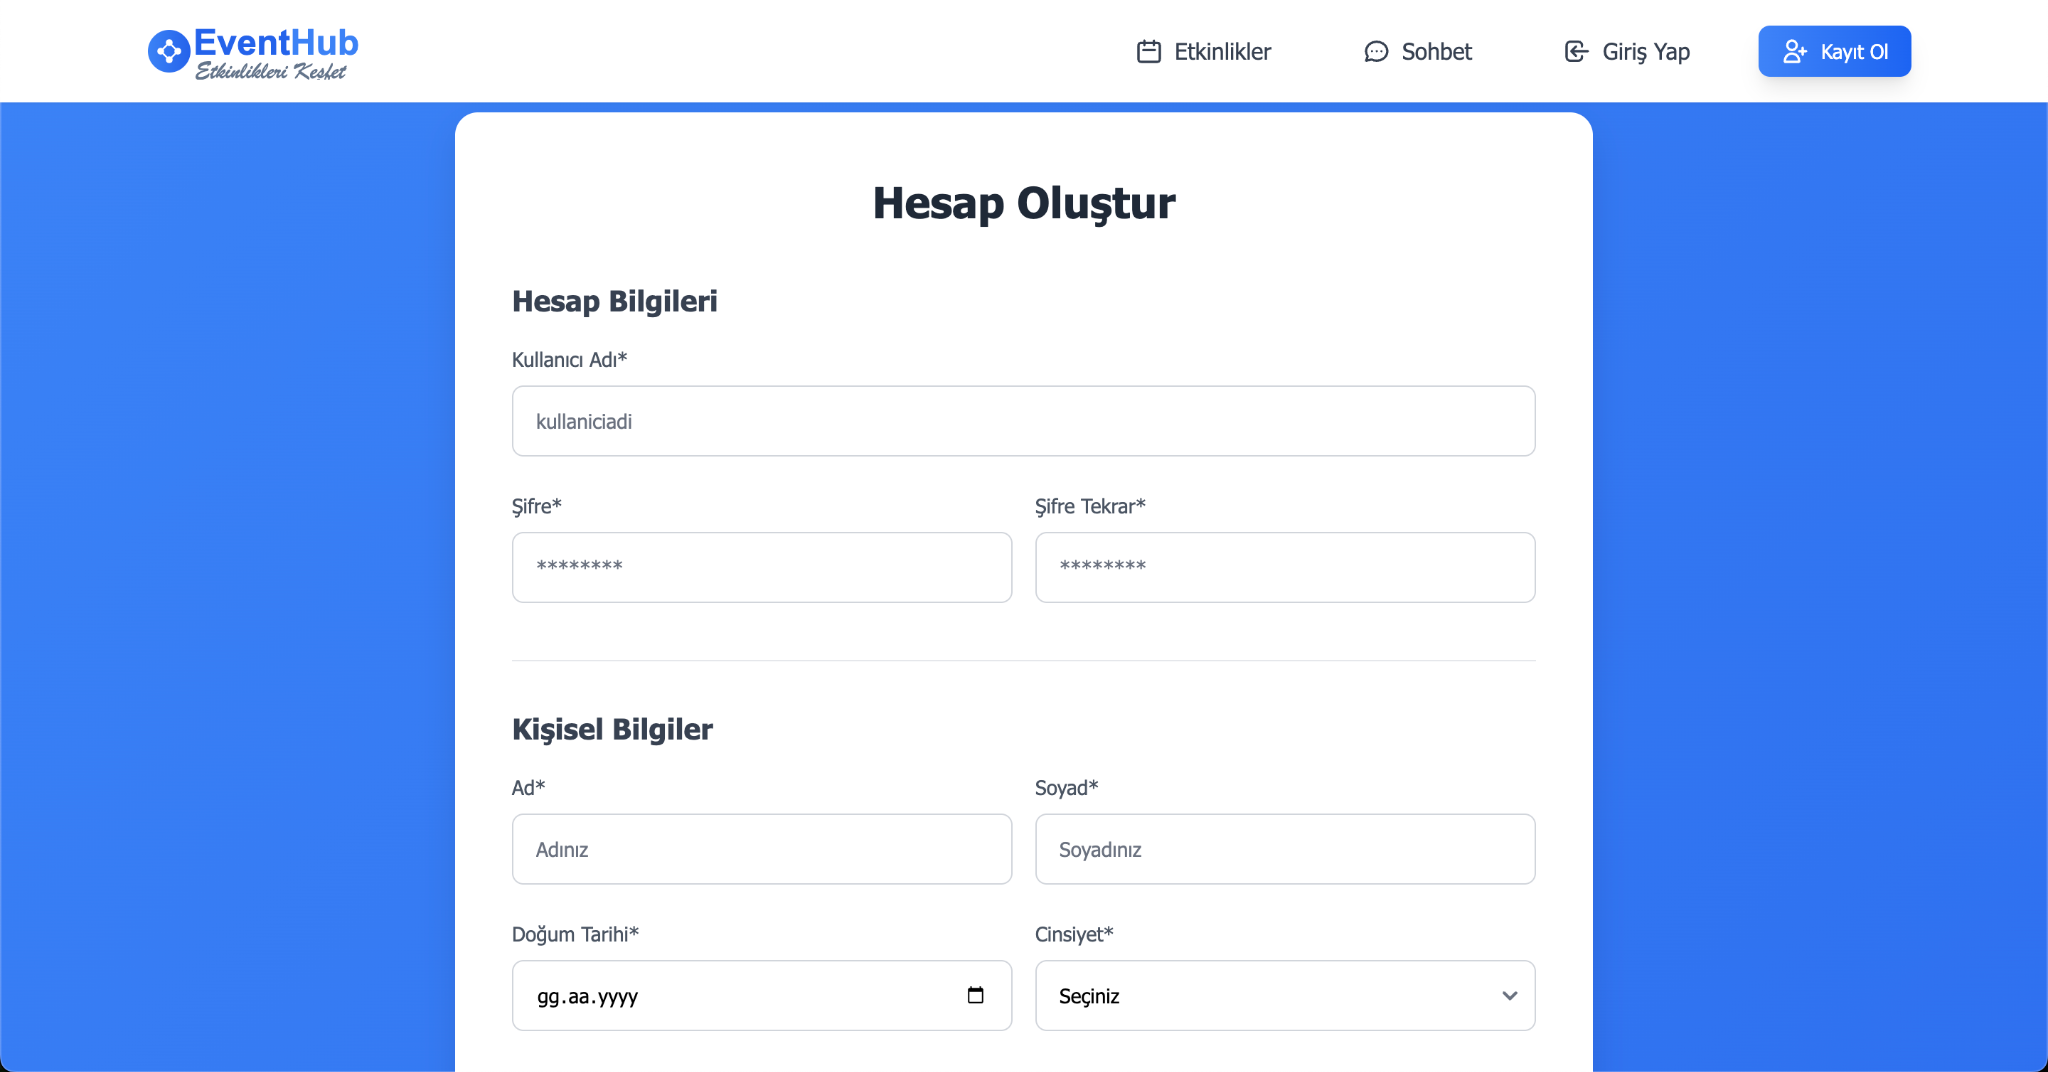 EventHub
Etkinlikleri Keşfet
Etkinlikler
Sohbet
Giriş Yap
Kayıt Ol
Hesap Oluştur
Hesap Bilgileri
Kullanıcı Adı*
kullaniciadi
Şifre* Şifre Tekrar*
******** ********
Kişisel Bilgiler
Ad* Soyad*
Adınız Soyadınız
Doğum Tarihi* Cinsiyet*
gg.aa.yyyy Seçiniz